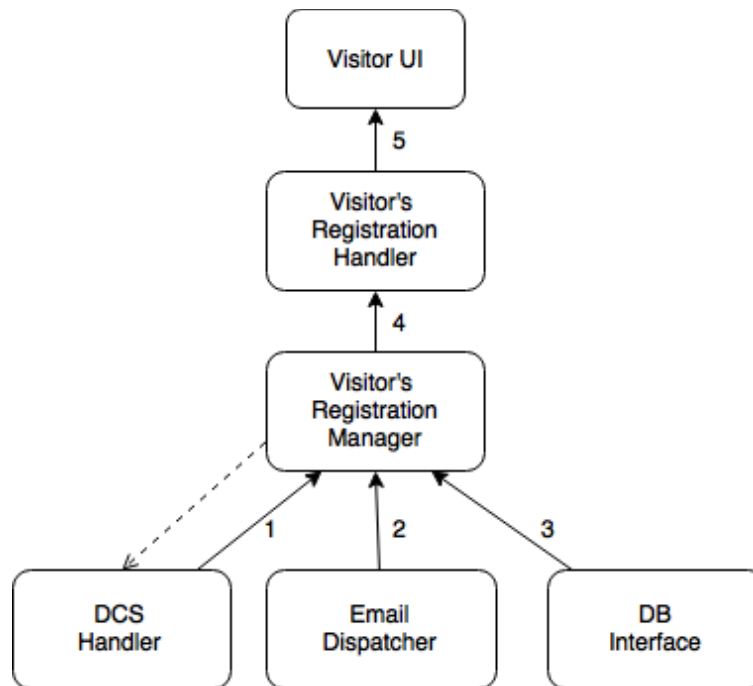 Visitor UI
5
Visitor's
Registration
Handler
4
Visitor's
Registration
Manager
1
2
3
DCS
Handler
Email
Dispatcher
DB
Interface